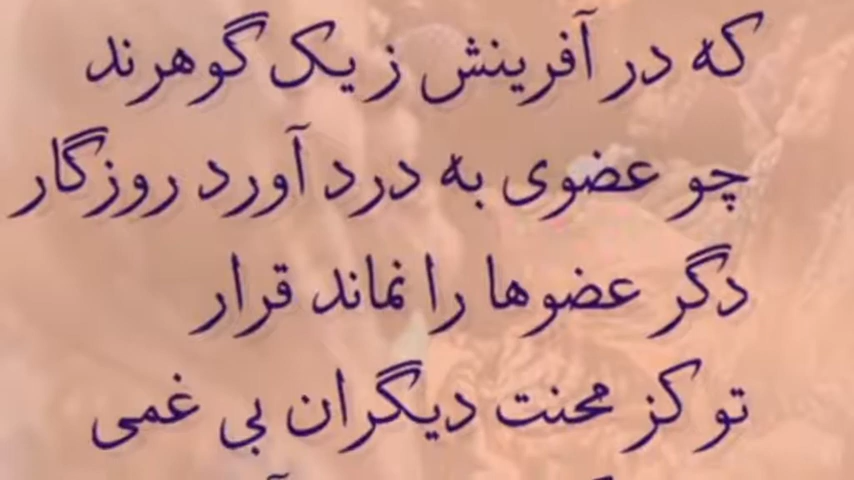 که در آفرینش ز یک گوهرند
چو عضوی به درد آورد روزگار
دگر عضوها را نماند قرار
تو کز محنت دیگران بی غمی